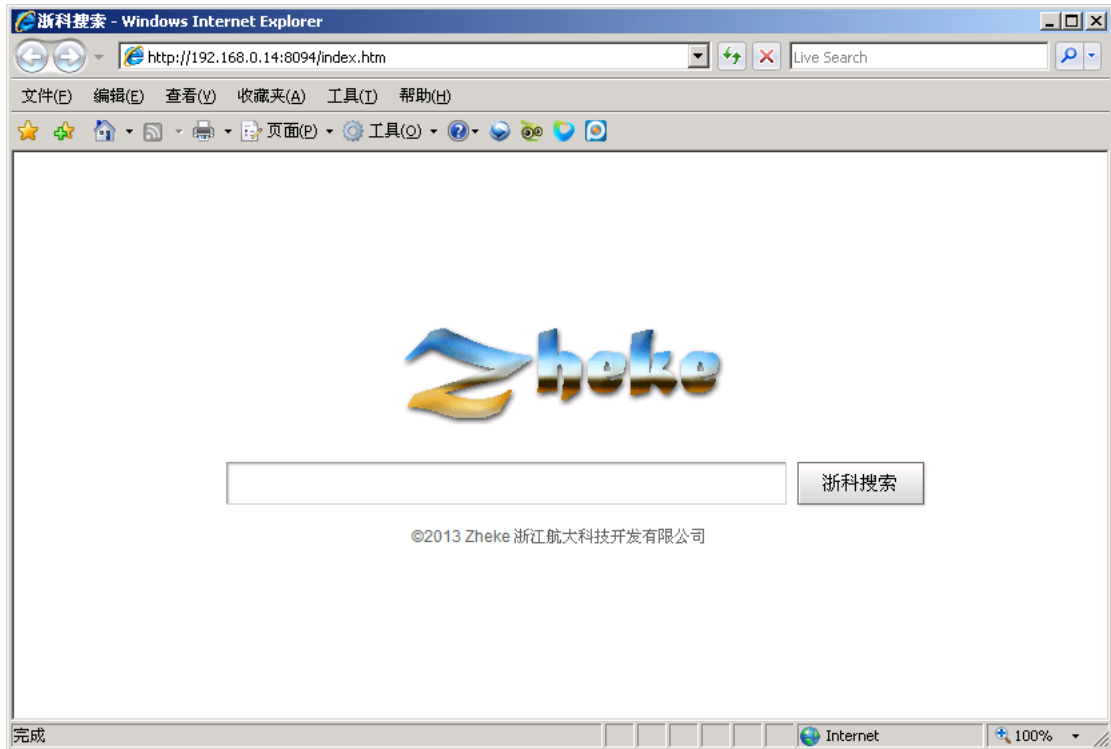 浙科搜索 - Windows Internet Explorer
http://192.168.0.14:8094/index.htm Live Search
文件(F) 编辑(E) 查看(V) 收藏夹(A) 工具(T) 帮助(H)
页面(P) 工具(O)
Zheke
浙科搜索
©2013 Zheke 浙江航大科技开发有限公司
完成 Internet 100%